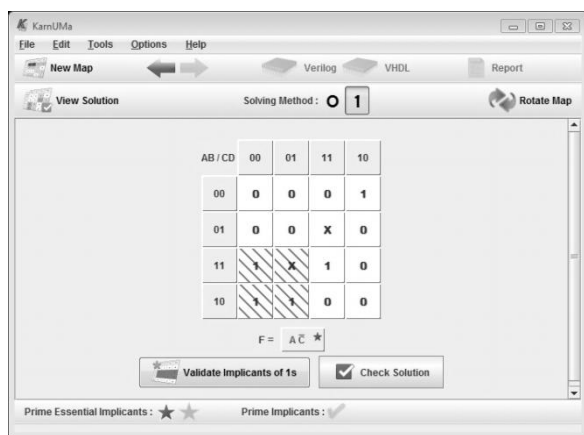 KarnUMa
File Edit Tools Options Help
New Map Verilog VHDL Report
View Solution Solving Method : O 1 Rotate Map
AB / CD 00 01 11 10
00 0 0 0 1
01 0 0 X 0
11 1 X 1 0
10 1 1 0 0
F = A C̅ ★
Validate Implicants of 1s Check Solution
Prime Essential Implicants : ★ ★ Prime Implicants :